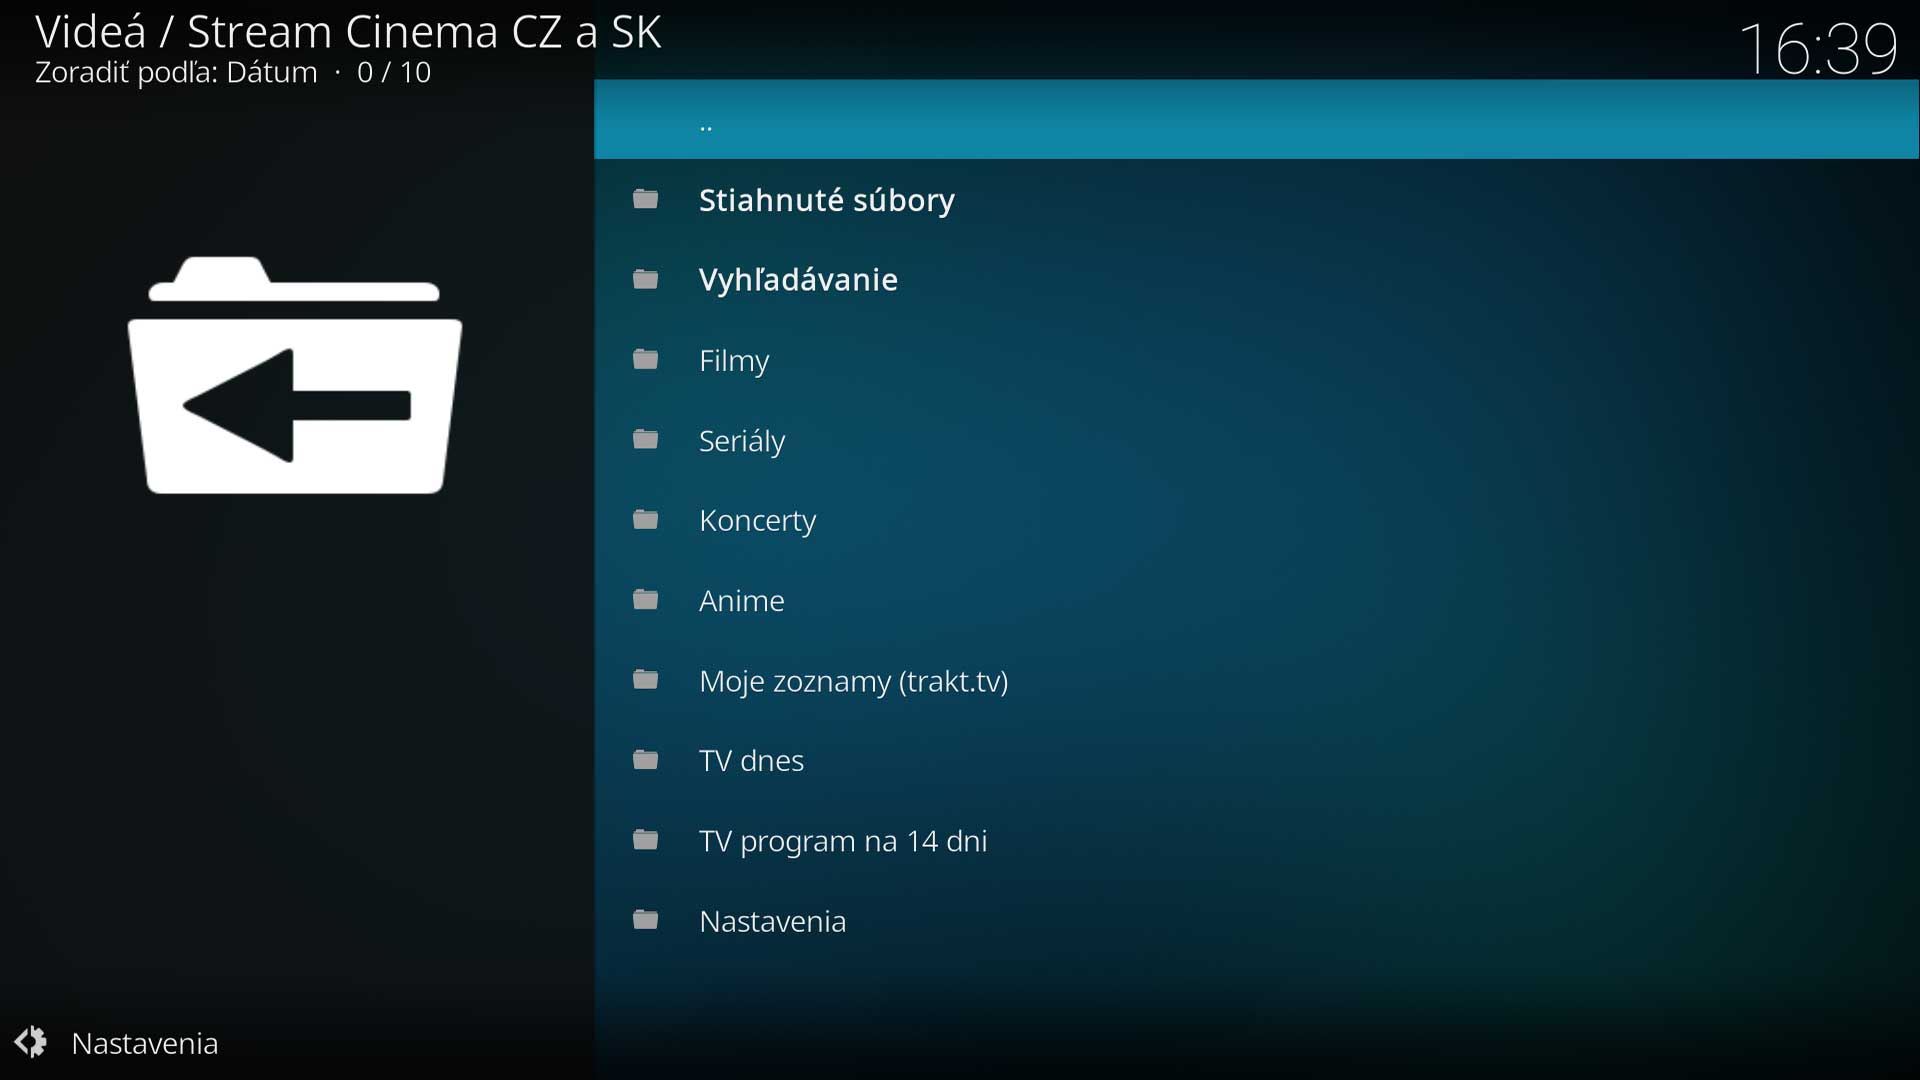 Videá / Stream Cinema CZ a SK
Zoradiť podľa: Dátum · 0 / 10
16:39
..
Stiahnuté súbory
Vyhľadávanie
Filmy
Seriály
Koncerty
Anime
Moje zoznamy (trakt.tv)
TV dnes
TV program na 14 dni
Nastavenia
Nastavenia